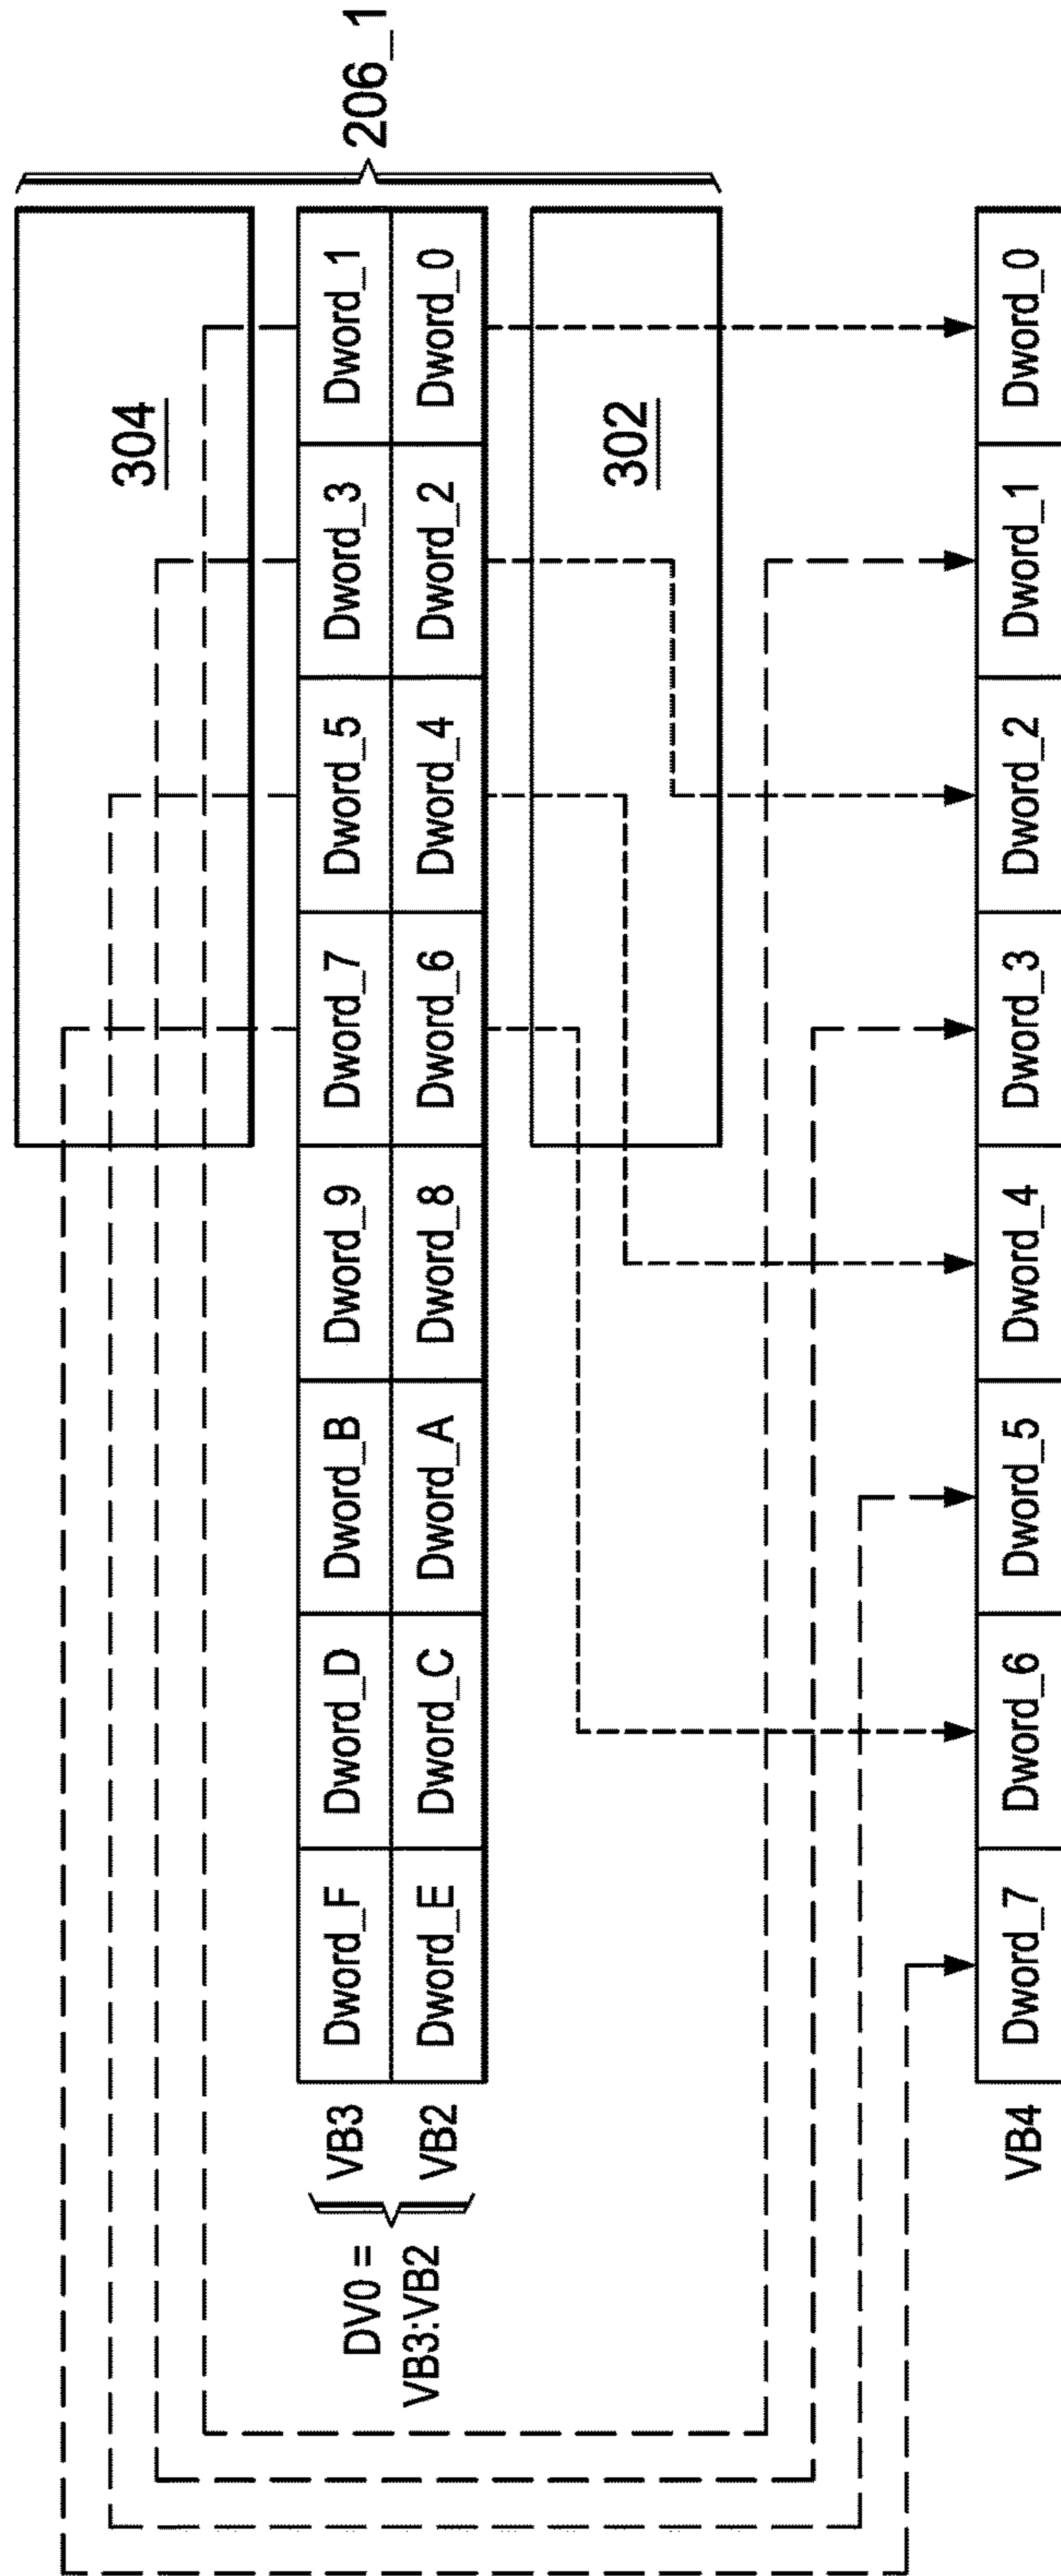 304
DV0 =
VB3:VB2
VB3 Dword_F Dword_D Dword_B Dword_9 Dword_7 Dword_5 Dword_3 Dword_1
VB2 Dword_E Dword_C Dword_A Dword_8 Dword_6 Dword_4 Dword_2 Dword_0
206_1
302
VB4 Dword_7 Dword_6 Dword_5 Dword_4 Dword_3 Dword_2 Dword_1 Dword_0